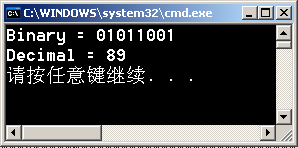 C:\WINDOWS\system32\cmd.exe
Binary = 01011001
Decimal = 89
请按任意键继续. . .